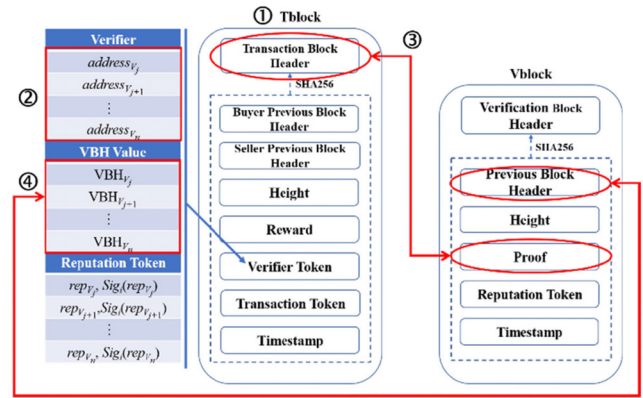 ① Tblock
Verifier
②
address_{V_j}
address_{V_{j+1}}
⋮
address_{V_n}
VBH Value
④
VBH_{V_j}
VBH_{V_{j+1}}
⋮
VBH_{V_n}
Reputation Token
rep_{V_j}, Sig_i(rep_{V_j})
rep_{V_{j+1}},Sig_i(rep_{V_{j+1}})
⋮
rep_{V_n}, Sig_i(rep_{V_n})
Transaction Block
Header
SHA256
Buyer Previous Block
Header
Seller Previous Block
Header
Height
Reward
Verifier Token
Transaction Token
Timestamp
③
Vblock
Verification Block
Header
SHA256
Previous Block
Header
Height
Proof
Reputation Token
Timestamp